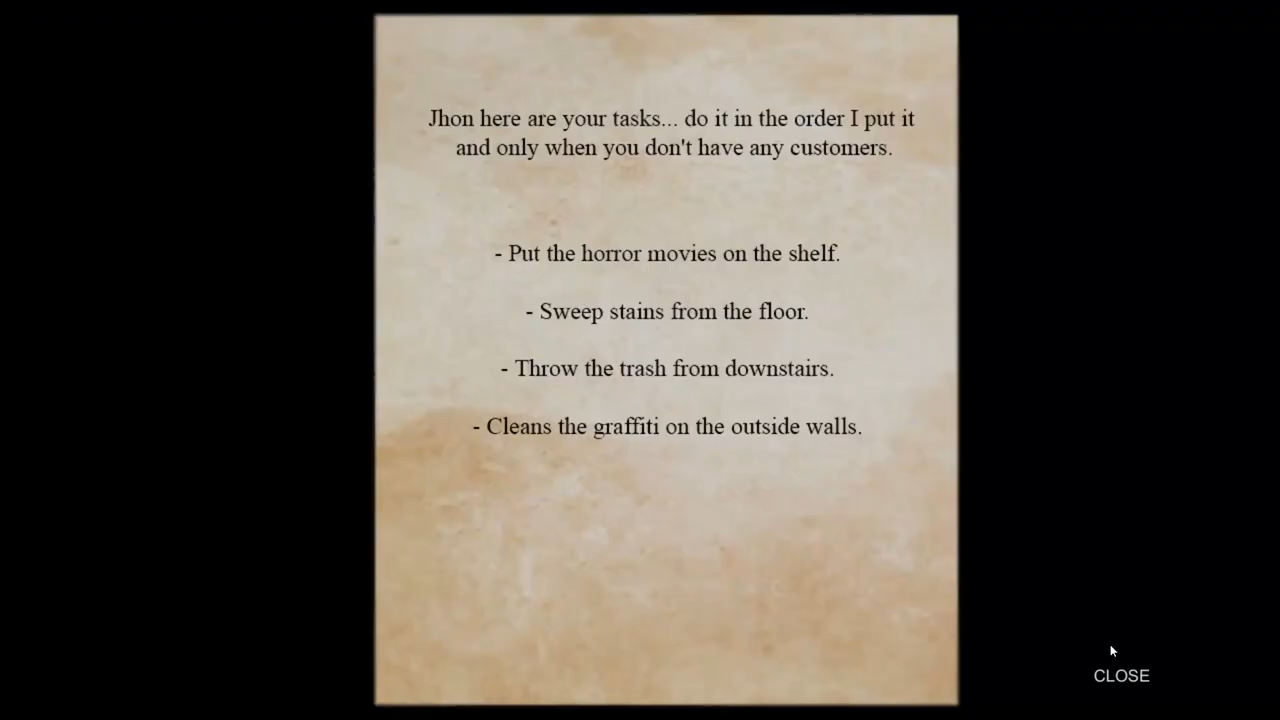 Jhon here are your tasks... do it in the order I put it
and only when you don't have any customers.
- Put the horror movies on the shelf.
- Sweep stains from the floor.
- Throw the trash from downstairs.
- Cleans the graffiti on the outside walls.
CLOSE